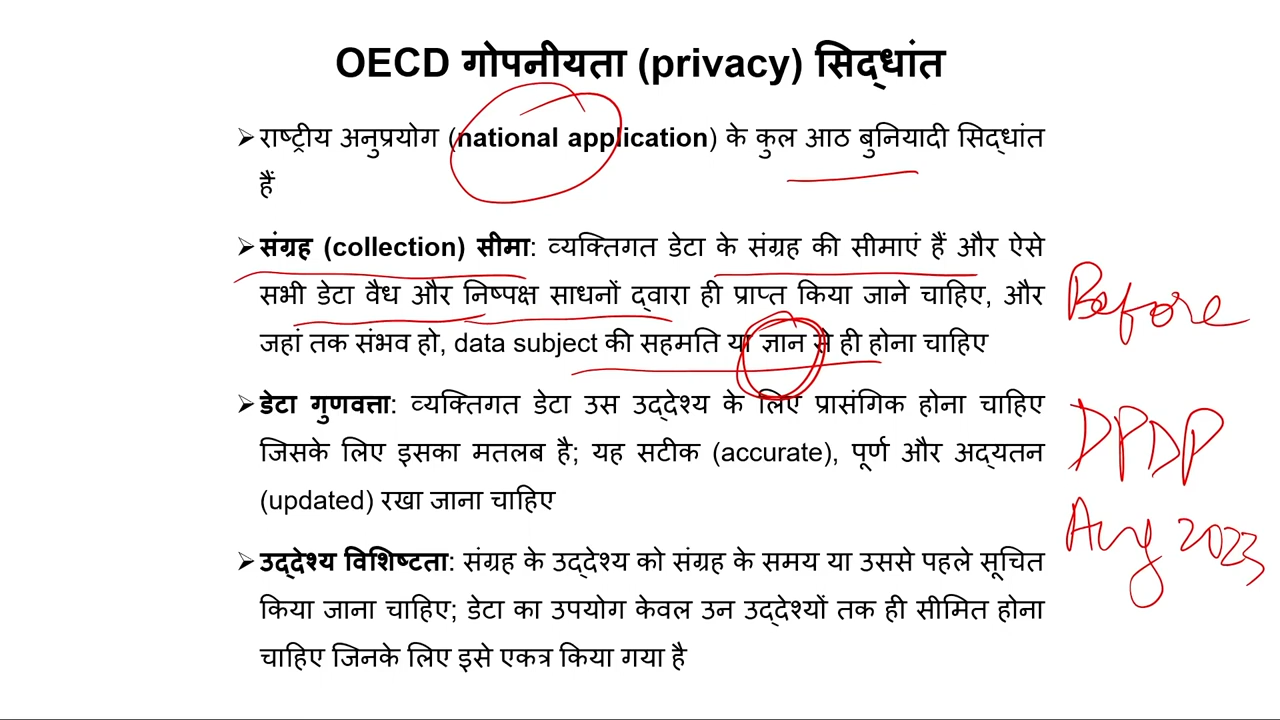 OECD गोपनीयता (privacy) सिद्धांत
➢ राष्ट्रीय अनुप्रयोग (national application) के कुल आठ बुनियादी सिद्धांत
हैं
➢ संग्रह (collection) सीमा: व्यक्तिगत डेटा के संग्रह की सीमाएं हैं और ऐसे
सभी डेटा वैध और निष्पक्ष साधनों द्वारा ही प्राप्त किया जाने चाहिए, और
जहां तक संभव हो, data subject की सहमति या ज्ञान से ही होना चाहिए
➢ डेटा गुणवत्ता: व्यक्तिगत डेटा उस उद्देश्य के लिए प्रासंगिक होना चाहिए
जिसके लिए इसका मतलब है; यह सटीक (accurate), पूर्ण और अद्यतन
(updated) रखा जाना चाहिए
➢ उद्देश्य विशिष्टता: संग्रह के उद्देश्य को संग्रह के समय या उससे पहले सूचित
किया जाना चाहिए; डेटा का उपयोग केवल उन उद्देश्यों तक ही सीमित होना
चाहिए जिनके लिए इसे एकत्र किया गया है
Before
DPDP
Aug 2023